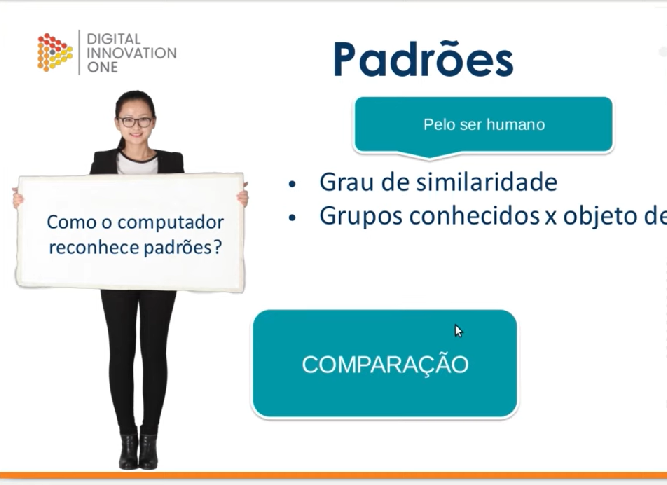 DIGITAL
INNOVATION
ONE
Padrões
Pelo ser humano
• Grau de similaridade
• Grupos conhecidos x objeto de
Como o computador
reconhece padrões?
COMPARAÇÃO